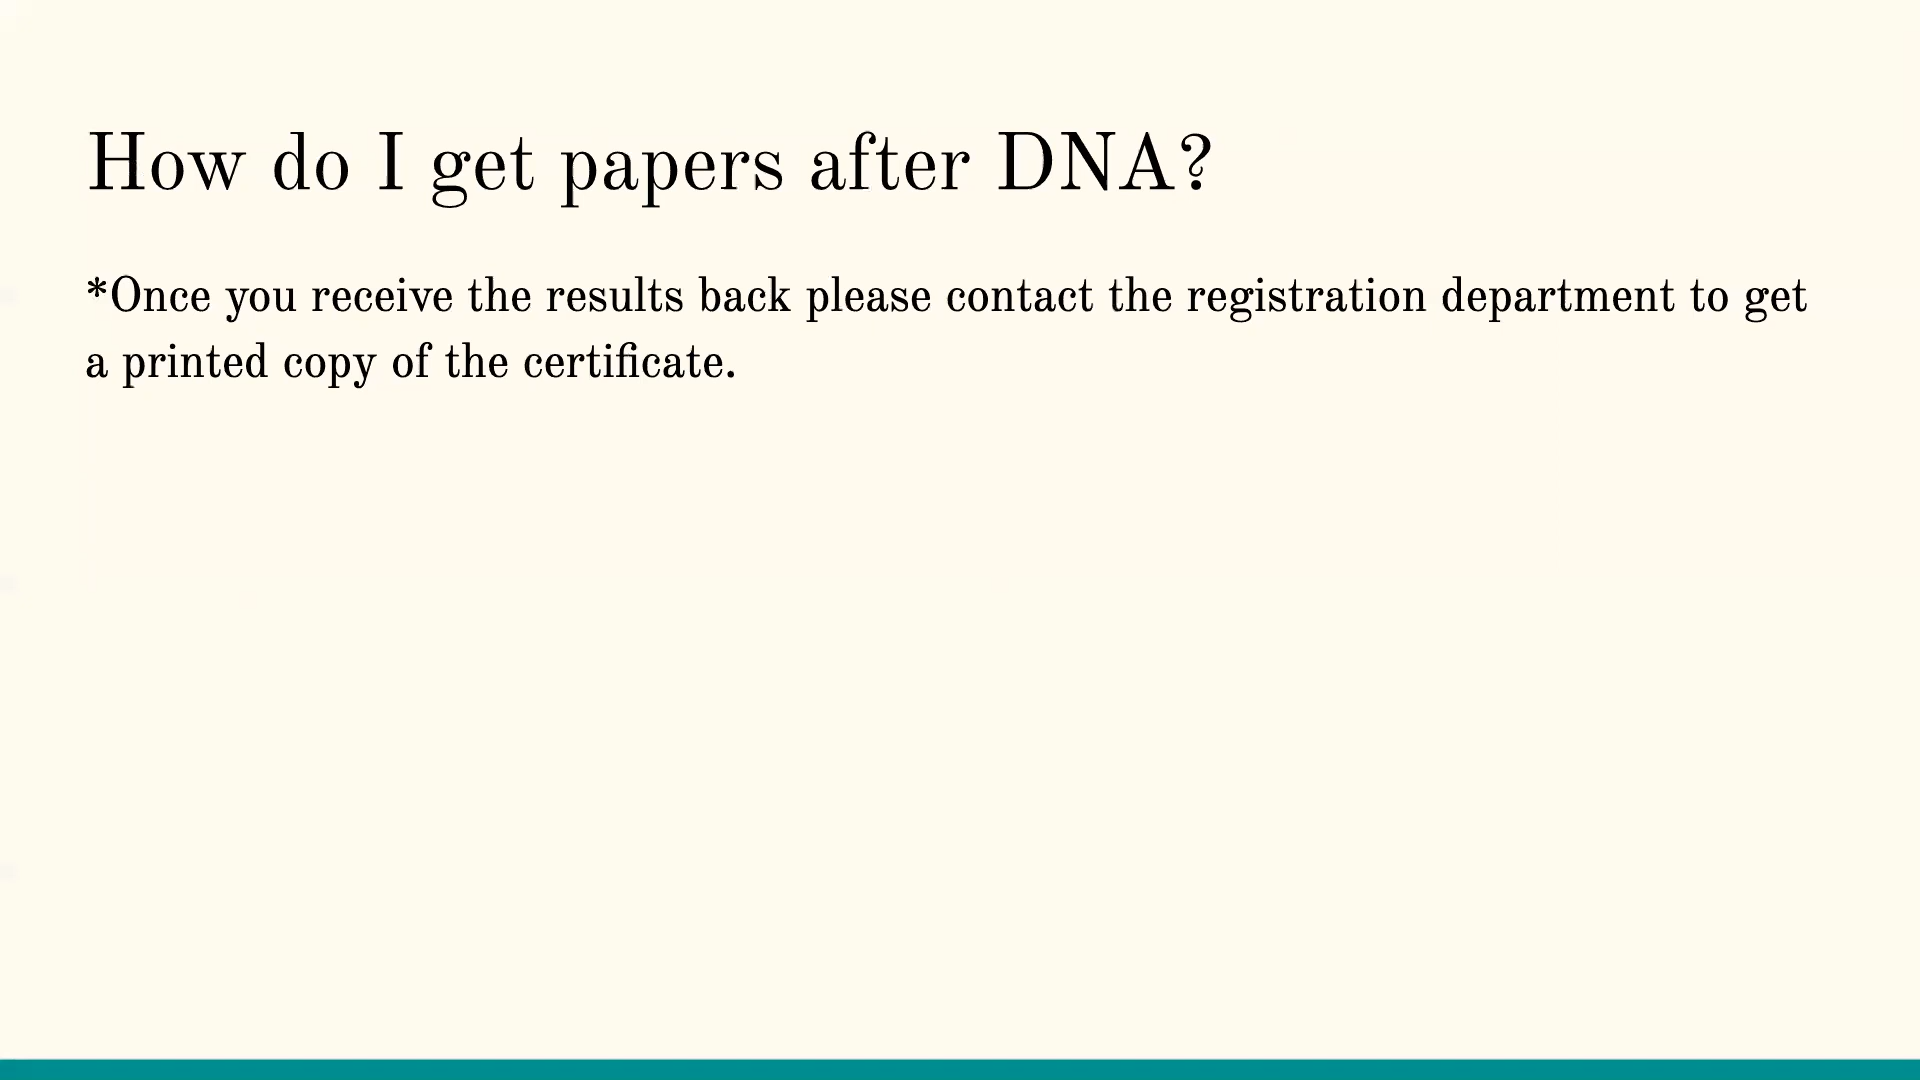 How do I get papers after DNA?
*Once you receive the results back please contact the registration department to get
a printed copy of the certificate.